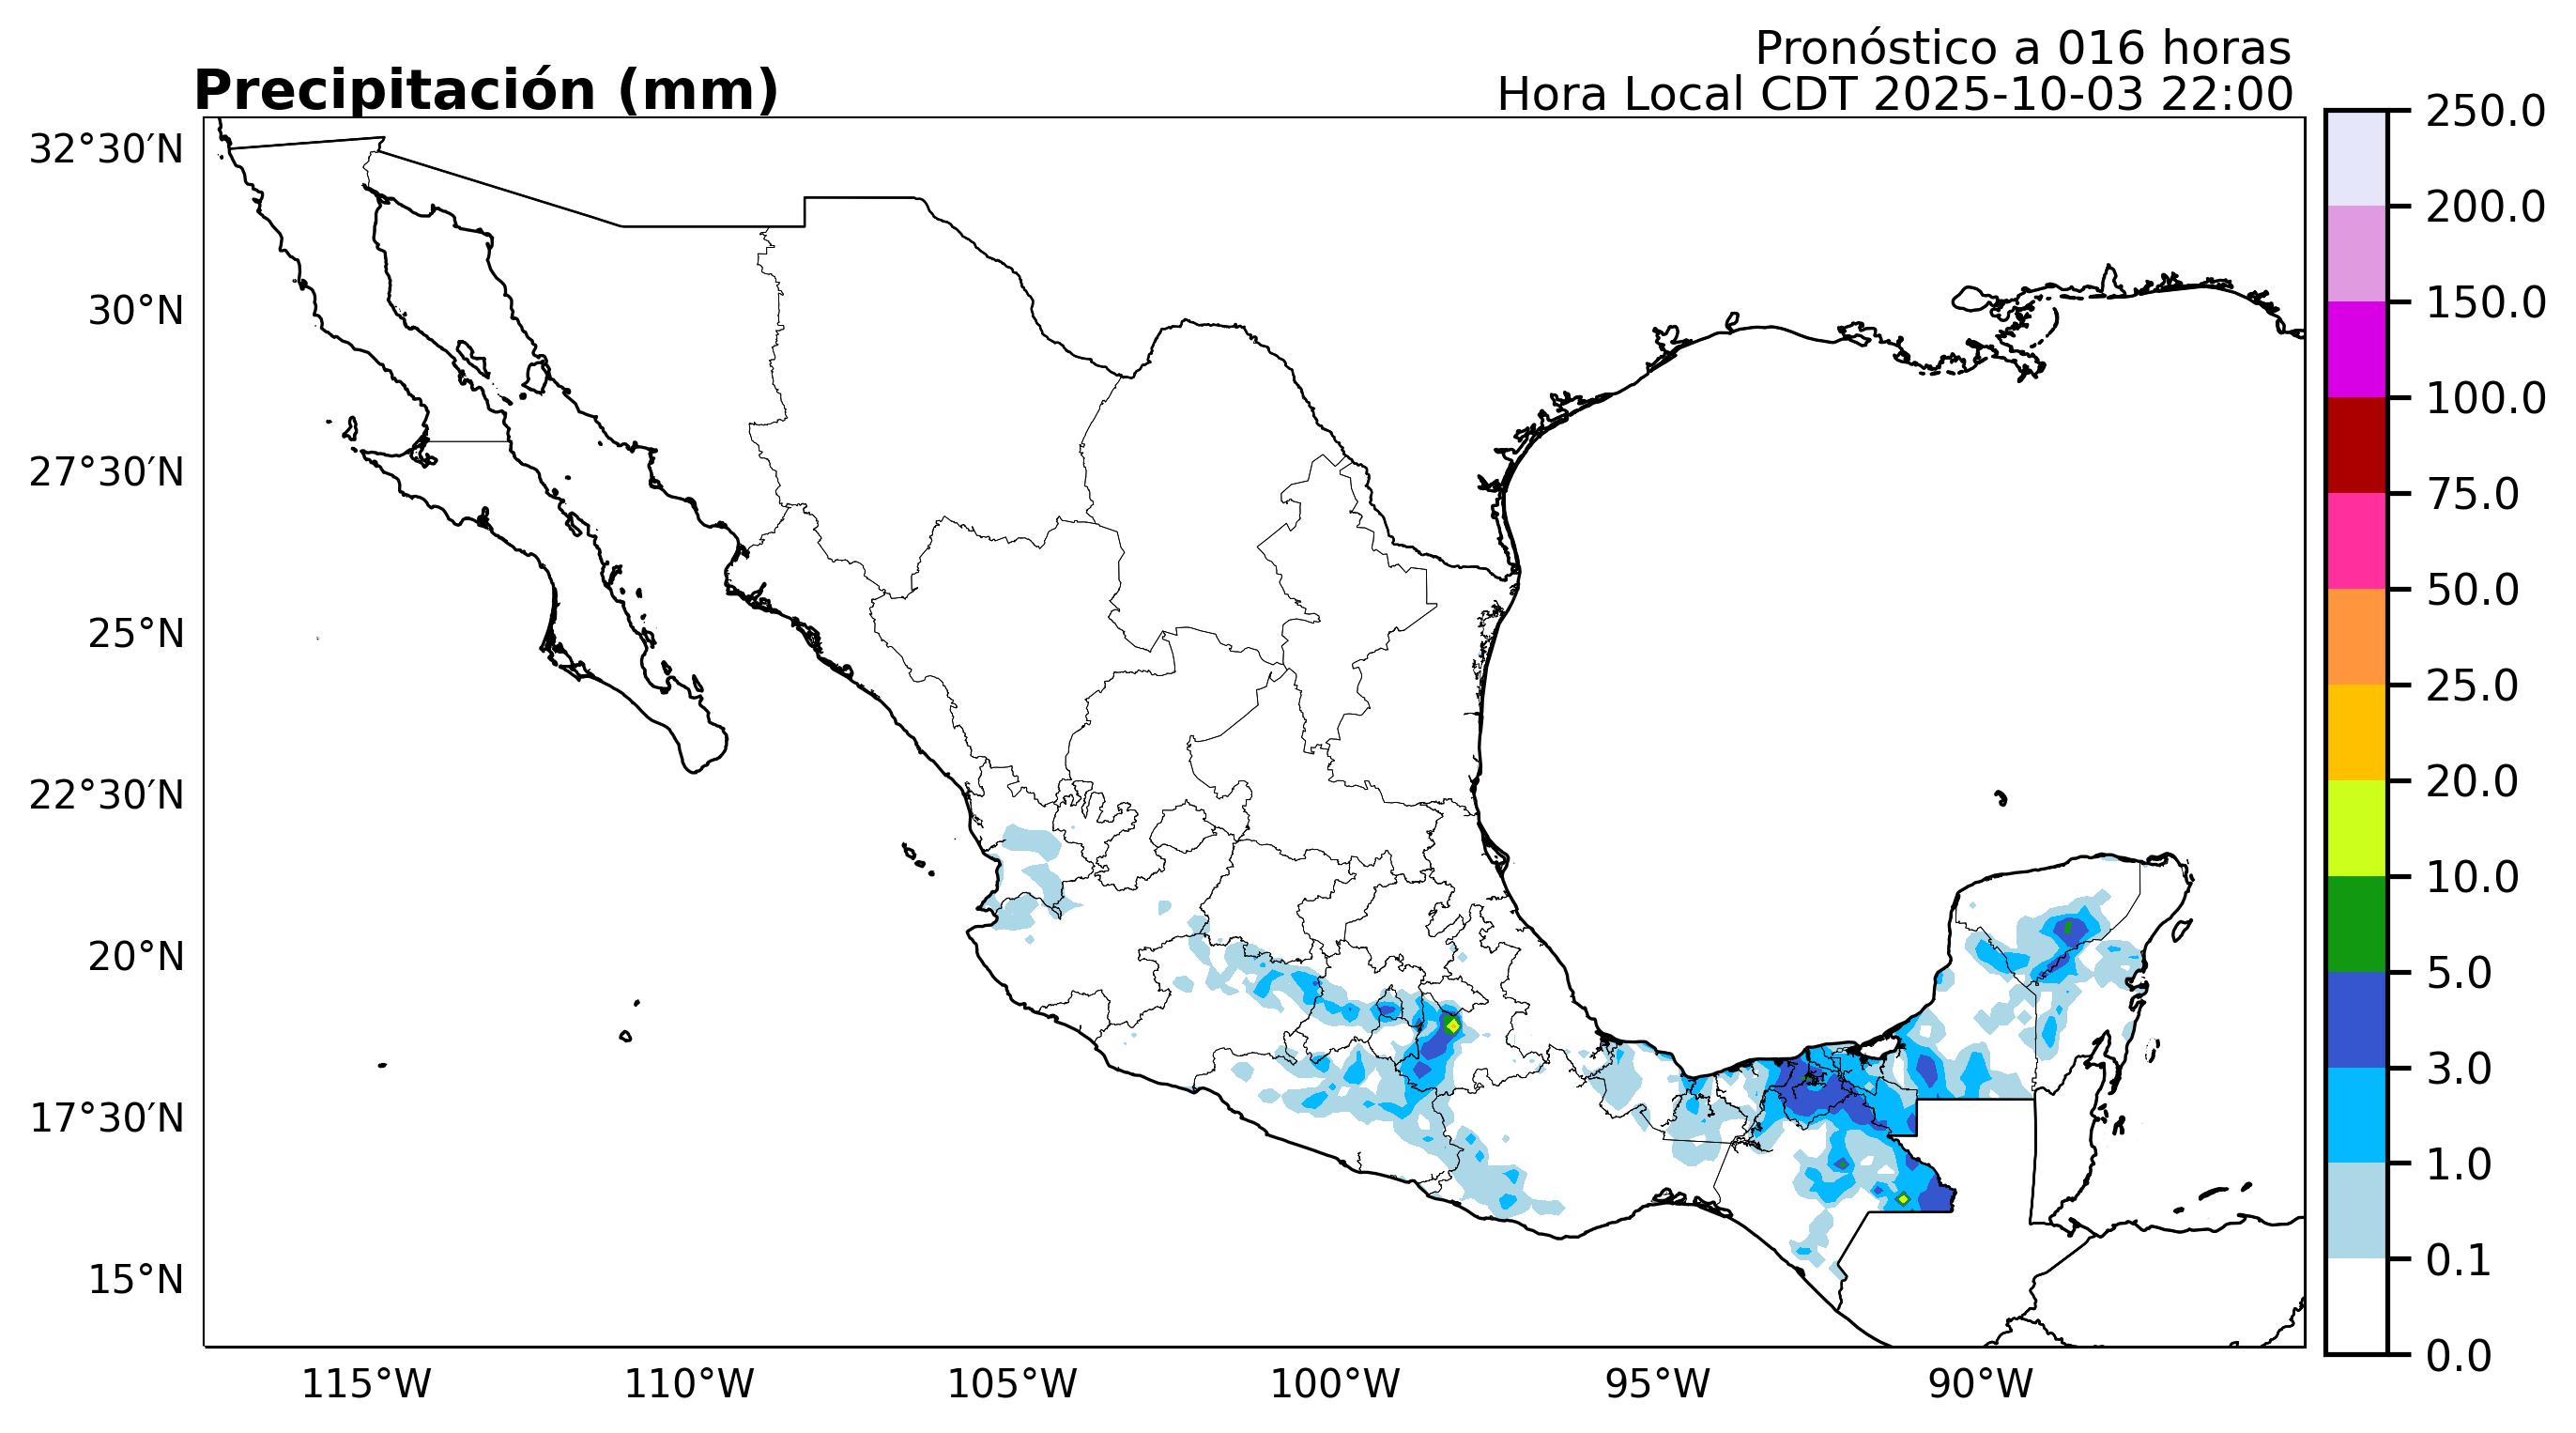 Pronóstico a 016 horas
Precipitación (mm)
Hora Local CDT 2025-10-03 22:00
32°30′N
30°N
27°30′N
25°N
22°30′N
20°N
17°30′N
15°N
115°W
110°W
105°W
100°W
95°W
90°W
250.0
200.0
150.0
100.0
75.0
50.0
25.0
20.0
10.0
5.0
3.0
1.0
0.1
0.0